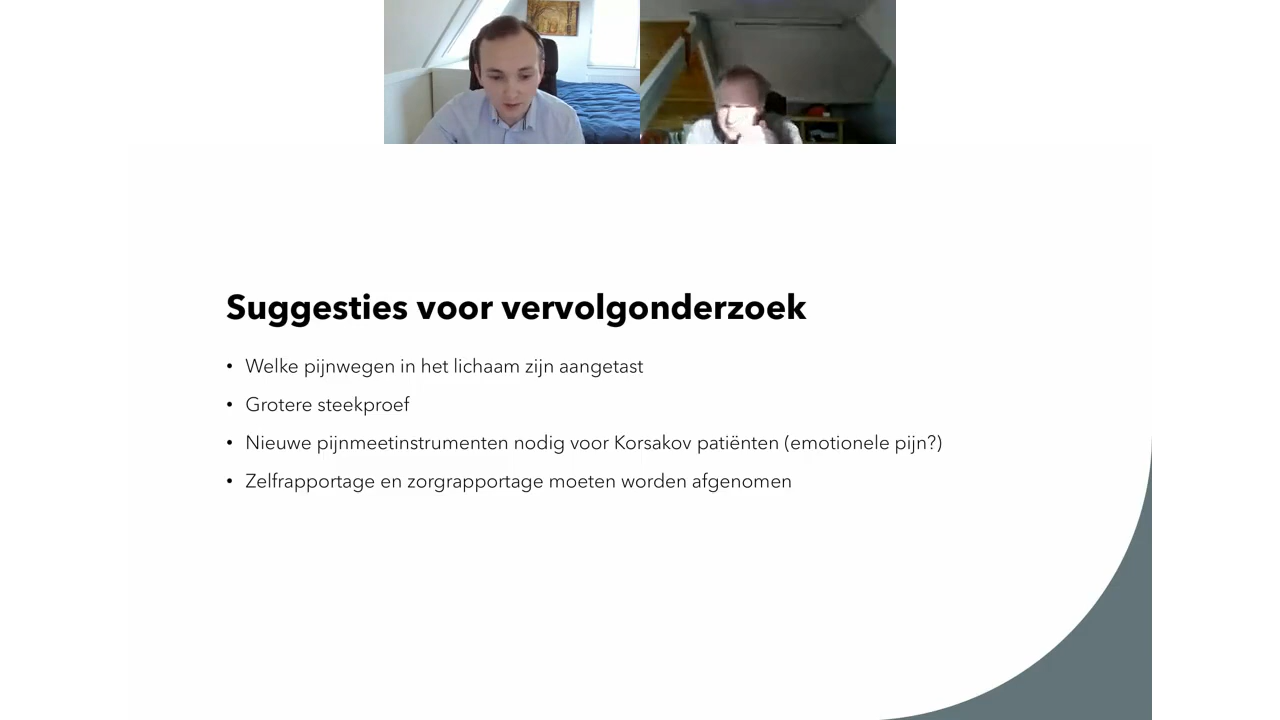 Suggesties voor vervolgonderzoek
• Welke pijnwegen in het lichaam zijn aangetast
• Grotere steekproef
• Nieuwe pijnmeetinstrumenten nodig voor Korsakov patiënten (emotionele pijn?)
• Zelfrapportage en zorgrapportage moeten worden afgenomen